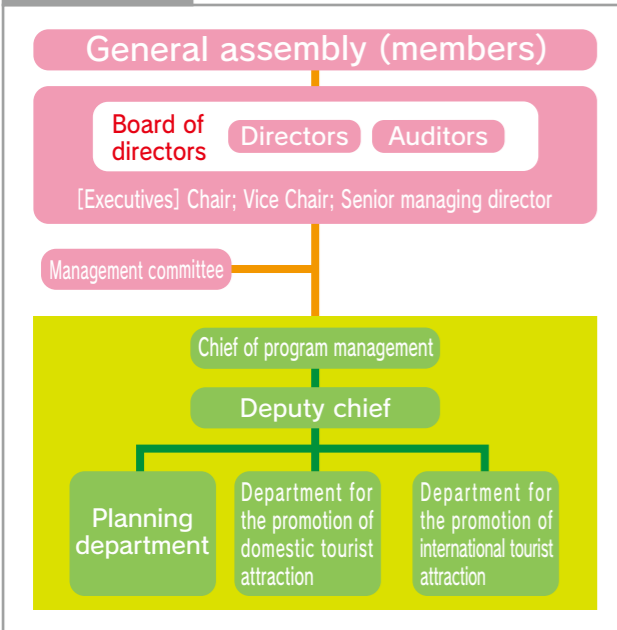 General assembly (members)
Board of
directors
Directors
Auditors
[Executives] Chair; Vice Chair; Senior managing director
Management committee
Chief of program management
Deputy chief
Planning
department
Department for
the promotion of
domestic tourist
attraction
Department for
the promotion of
international tourist
attraction